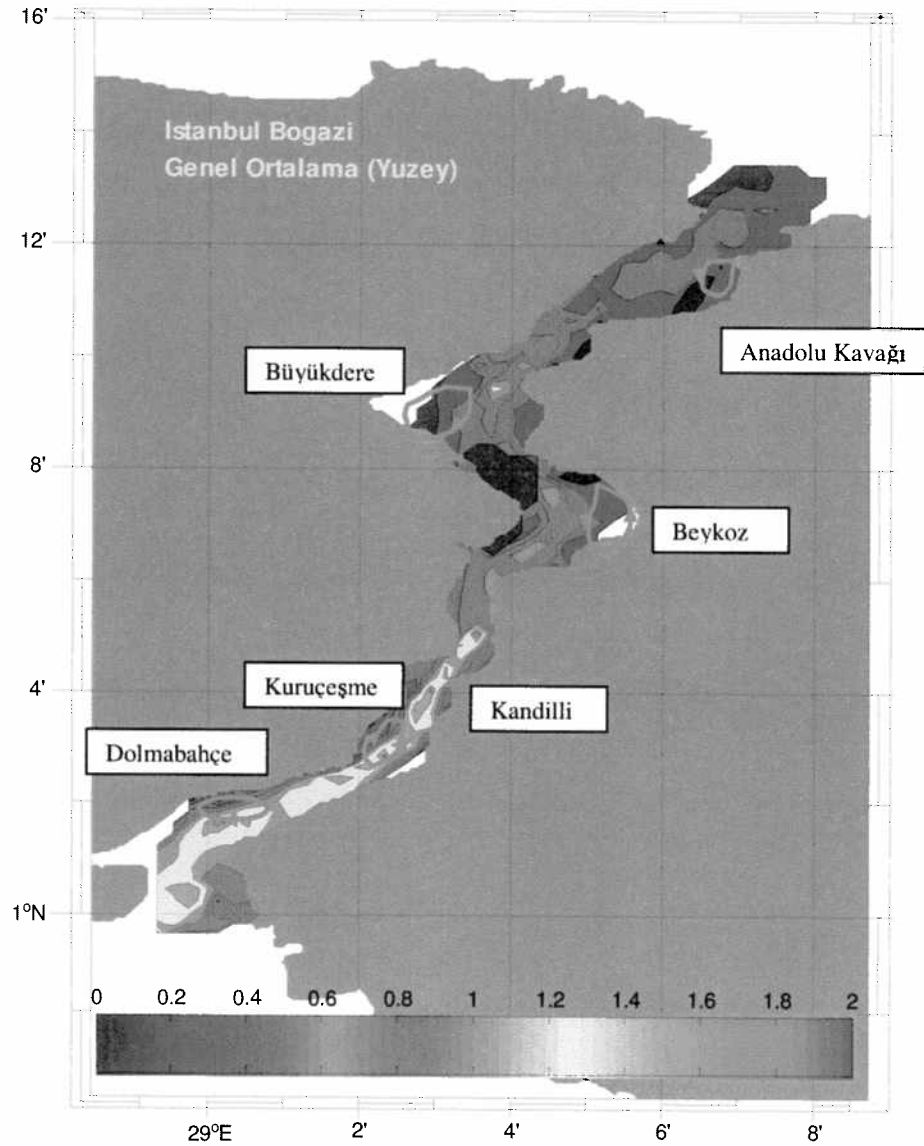 16'
Istanbul Bogazi
Genel Ortalama (Yuzey)
12'
Anadolu Kavağı
Büyükdere
8'
Beykoz
Kuruçeşme
4'
Kandilli
Dolmabahçe
1°N
0 0.2 0.4 0.6 0.8 1 1.2 1.4 1.6 1.8 2
29°E 2' 4' 6' 8'